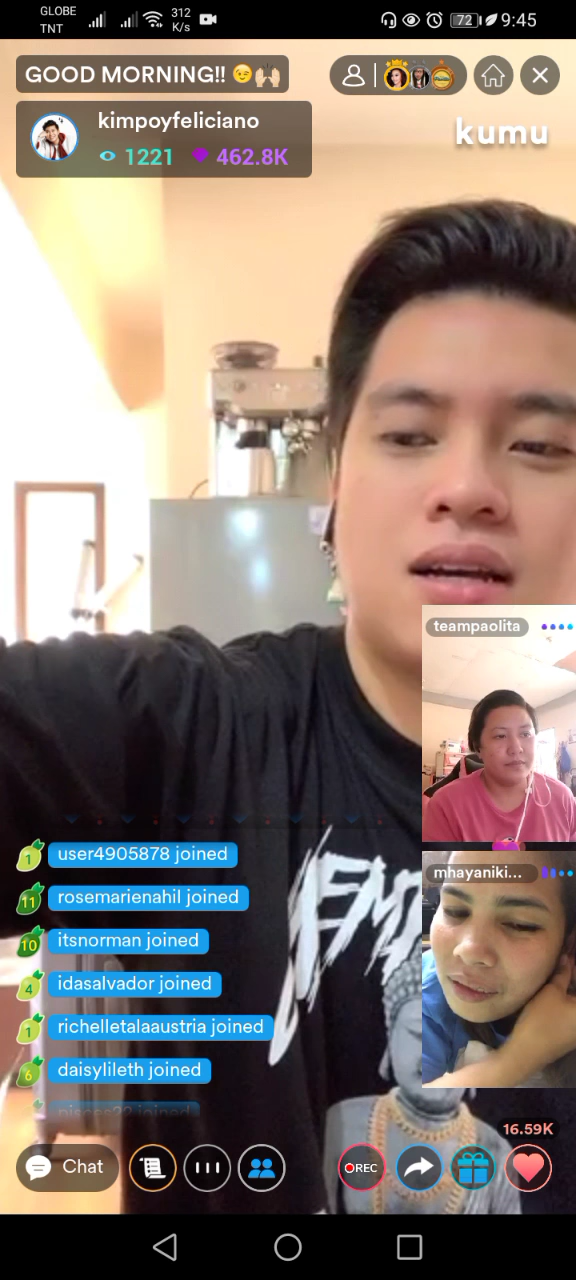 GLOBE
TNT
312
K/s
72
9:45
GOOD MORNING!! 😉🙌🏻
kimpoyfeliciano
1221
462.8K
kumu
teampaolita
mhayaniki...
1 user4905878 joined
11 rosemarienahil joined
10 itsnorman joined
4 idasalvador joined
1 richelletalaaustria joined
6 daisylileth joined
joined
16.59K
Chat
REC